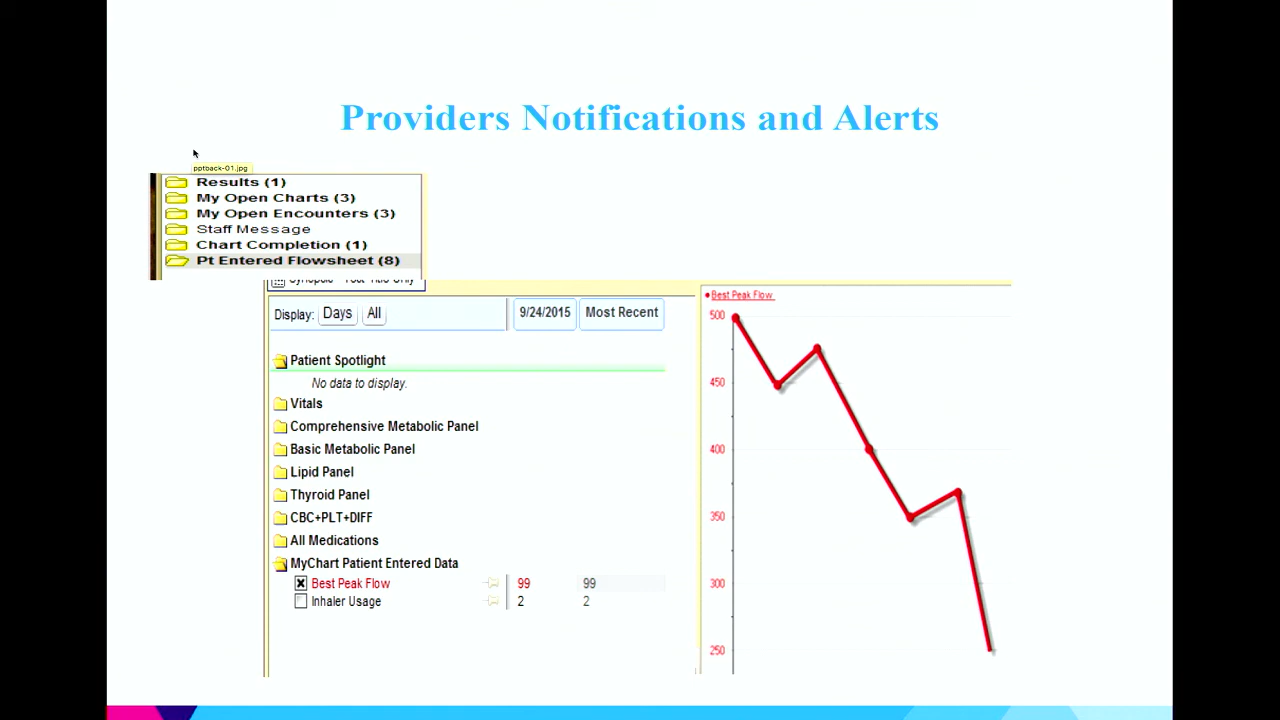 Providers Notifications and Alerts
pptback-01.jpg
Results (1)
My Open Charts (3)
My Open Encounters (3)
Staff Message
Chart Completion (1)
Pt Entered Flowsheet (8)
Display: Days All 9/24/2015 Most Recent
Patient Spotlight
No data to display.
Vitals
Comprehensive Metabolic Panel
Basic Metabolic Panel
Lipid Panel
Thyroid Panel
CBC+PLT+DIFF
All Medications
MyChart Patient Entered Data
Best Peak Flow 99 99
Inhaler Usage 2 2
Best Peak Flow
500
450
400
350
300
250